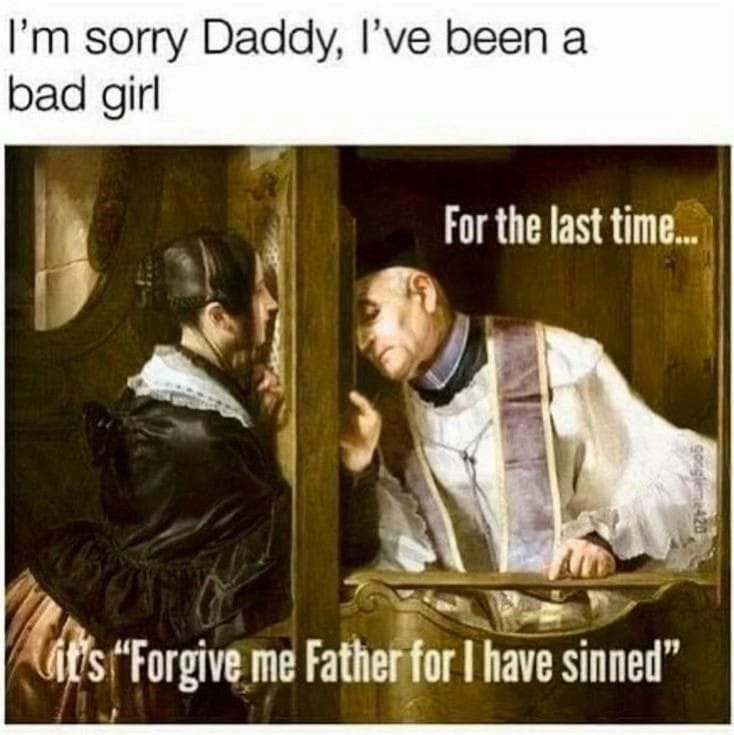 I'm sorry Daddy, I've been a
bad girl
For the last time...
it's "Forgive me Father for I have sinned"